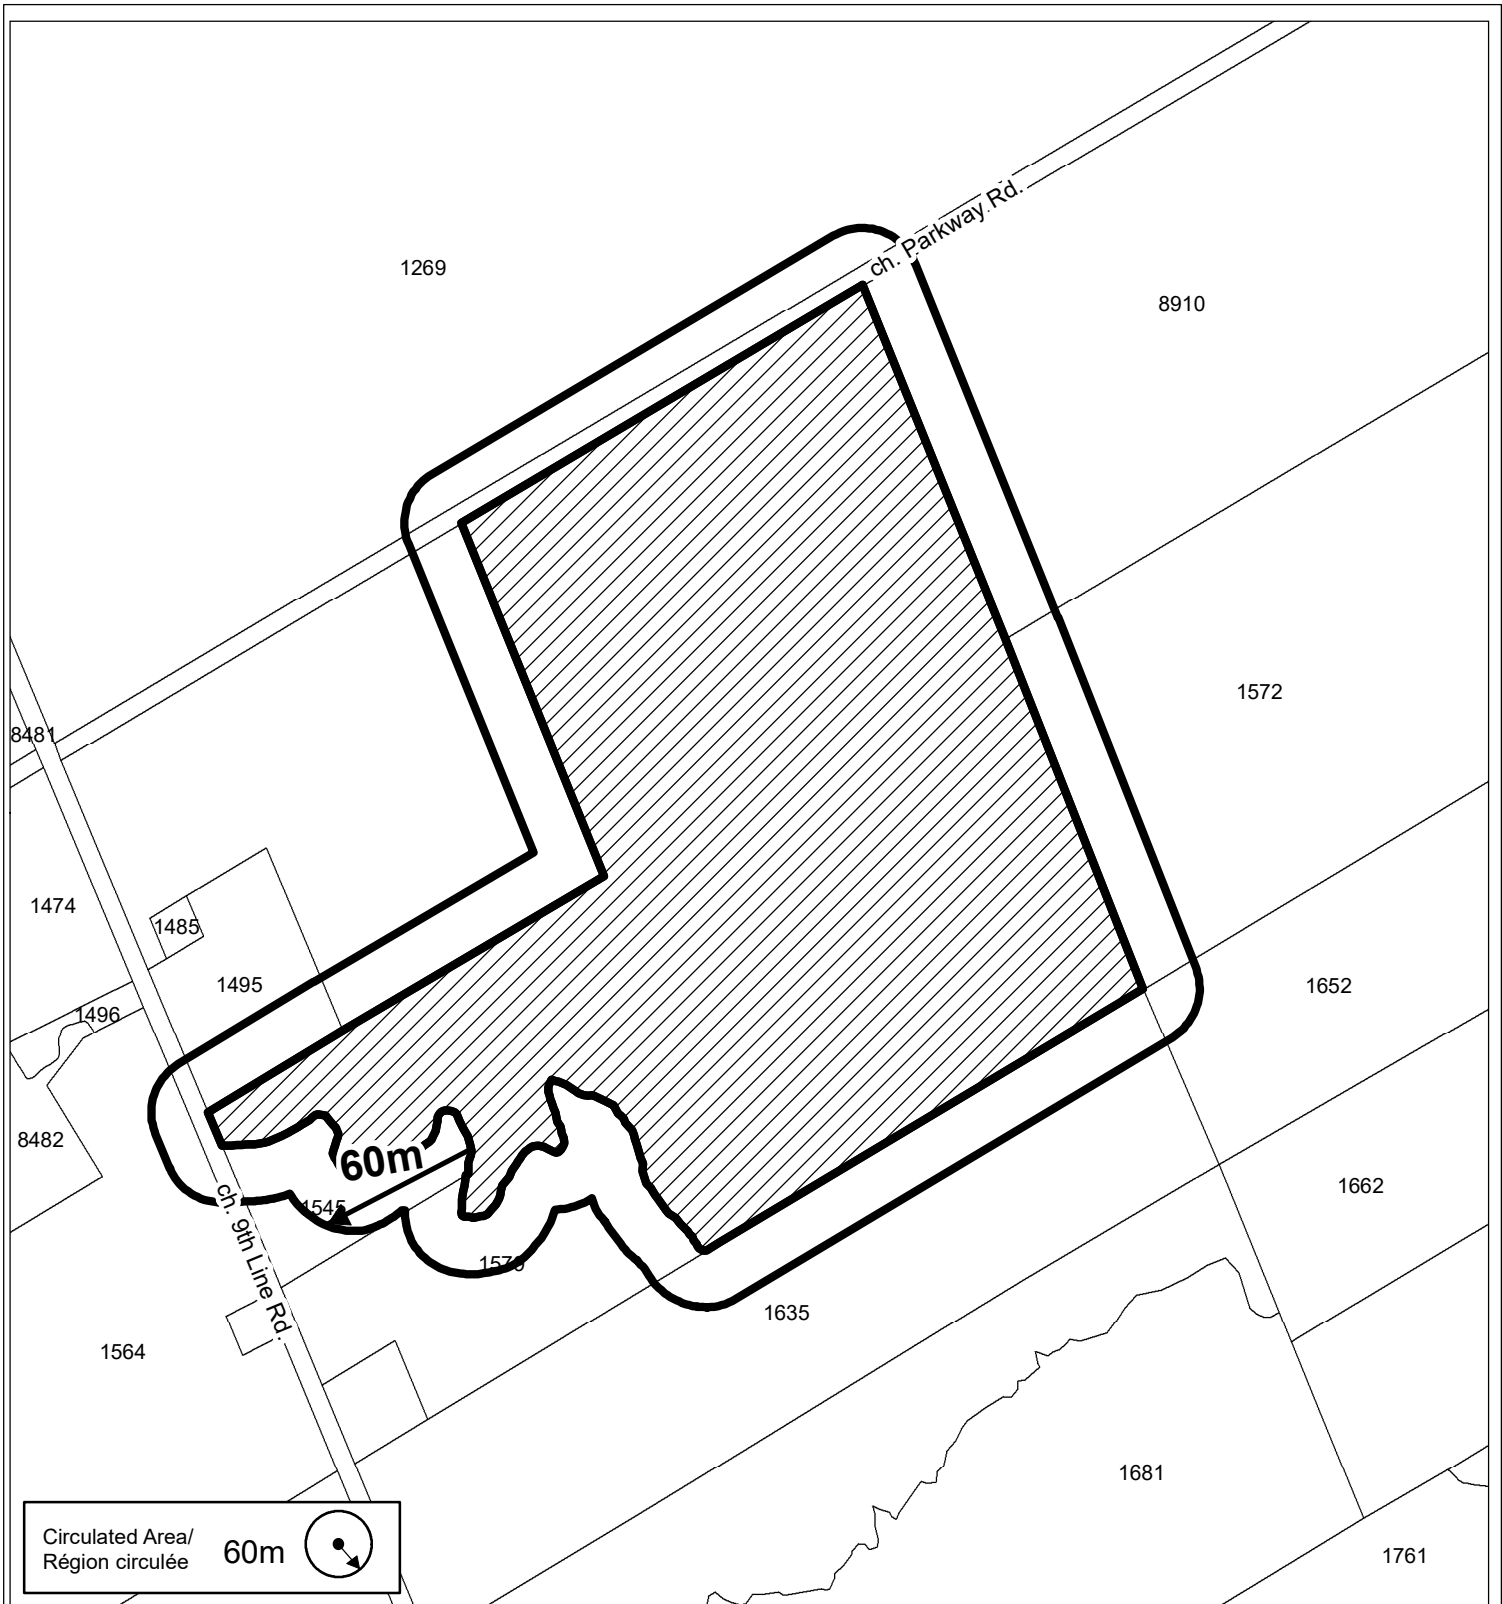 ch. Parkway Rd.
1269
8910
1572
8481
1474
1485
1495
1496
1652
8482
60m
1545
1662
ch. 9th Line Rd.
1635
1564
1681
Circulated Area/
Région circulée
60m
1761